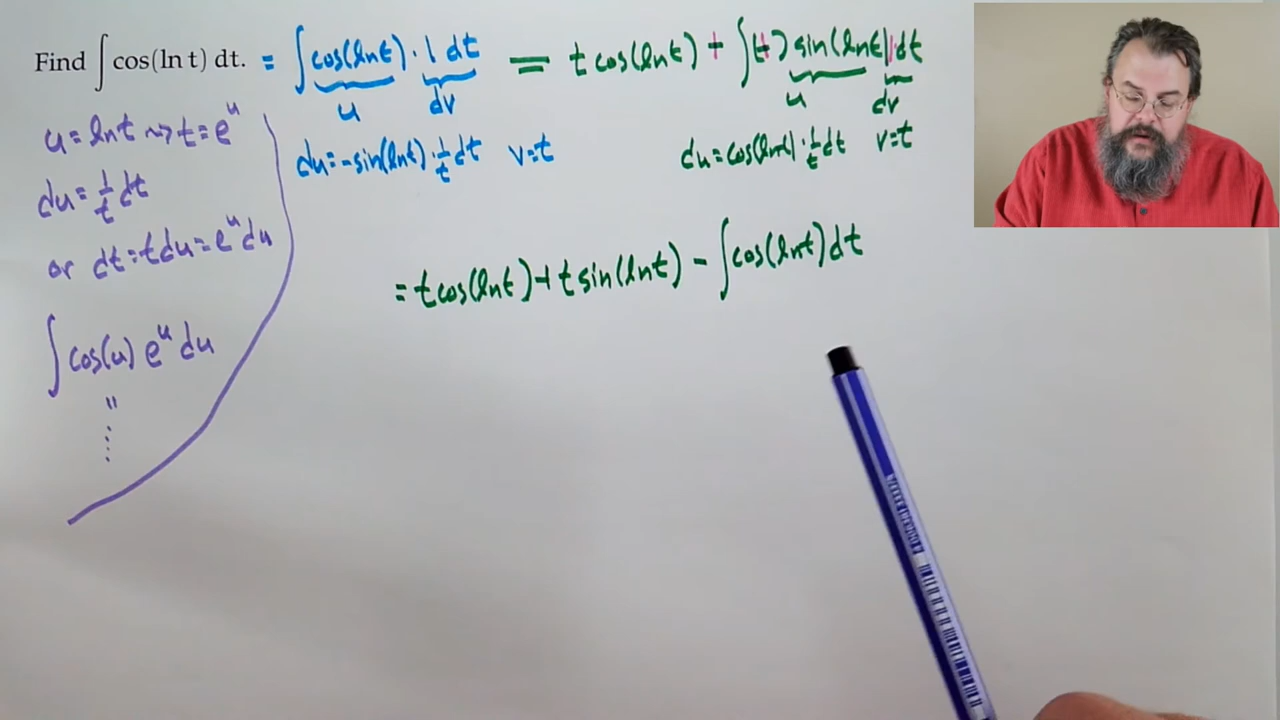 Find ∫ cos(ln t) dt. = ∫ cos(ln t) · 1 dt = t cos(ln t) + ∫ (+) sin(ln t) 1 dt
u dv u dv
du = -sin(ln t) · 1/t dt v = t du = cos(ln t) · 1/t dt v = t
u = ln t ⇝ t = e^u
du = 1/t dt
or dt = t du = e^u du
= t cos(ln t) + t sin(ln t) - ∫ cos(ln t) dt
∫ cos(u) e^u du
"
⋮